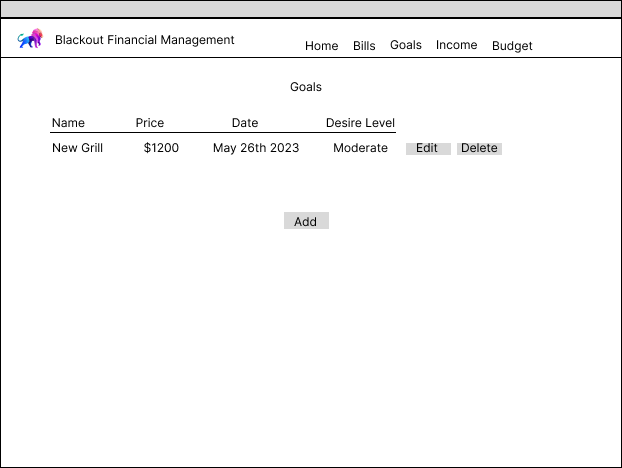 Blackout Financial Management Home Bills Goals Income Budget
Goals
Name Price Date Desire Level
New Grill $1200 May 26th 2023 Moderate Edit Delete
Add